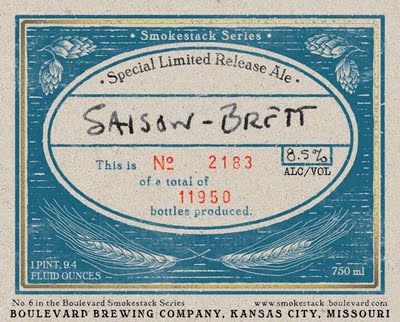 · Smokestack Series ·
· Special Limited Release Ale ·
SAISON-BRETT
This is Nº 2183
8.5%
ALC/VOL
of a total of
11950
bottles produced.
1 PINT, 9.4
FLUID OUNCES
750 ml
No. 6 in the Boulevard Smokestack Series
www.smokestack boulevard.com
BOULEVARD BREWING COMPANY, KANSAS CITY, MISSOURI